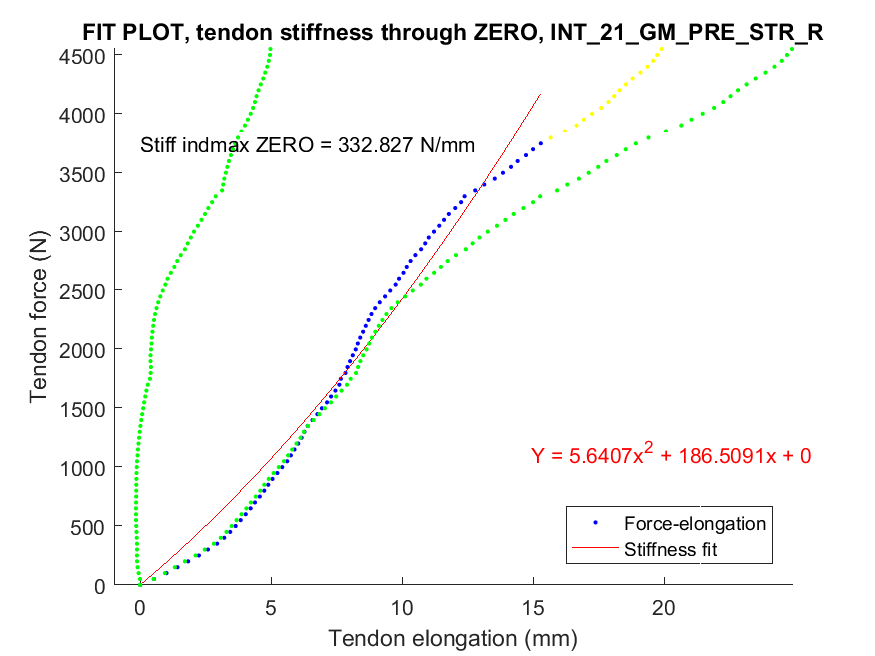 FIT PLOT, tendon stiffness through ZERO, INT_21_GM_PRE_STR_R
4500
4000
Stiff indmax ZERO = 332.827 N/mm
3500
3000
2500
Tendon force (N)
2000
1500
Y = 5.6407x² + 186.5091x + 0
1000
500
Force-elongation
Stiffness fit
0
0 5 10 15 20
Tendon elongation (mm)